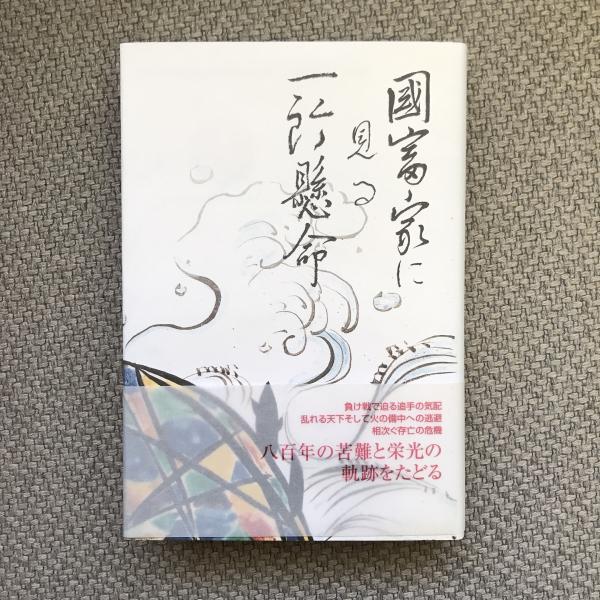 國富家に
見る
一所懸命
負け戦で迫る追手の気配
乱れる天下そして火の備中への逃避
相次ぐ存亡の危機
八百年の苦難と栄光の
軌跡をたどる